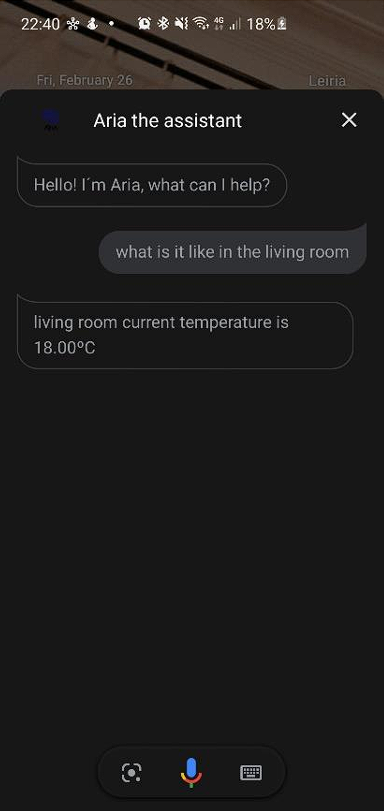 22:40 4G 18%
Fri, February 26 Leiria
Aria the assistant
Hello! I´m Aria, what can I help?
what is it like in the living room
living room current temperature is
18.00ºC